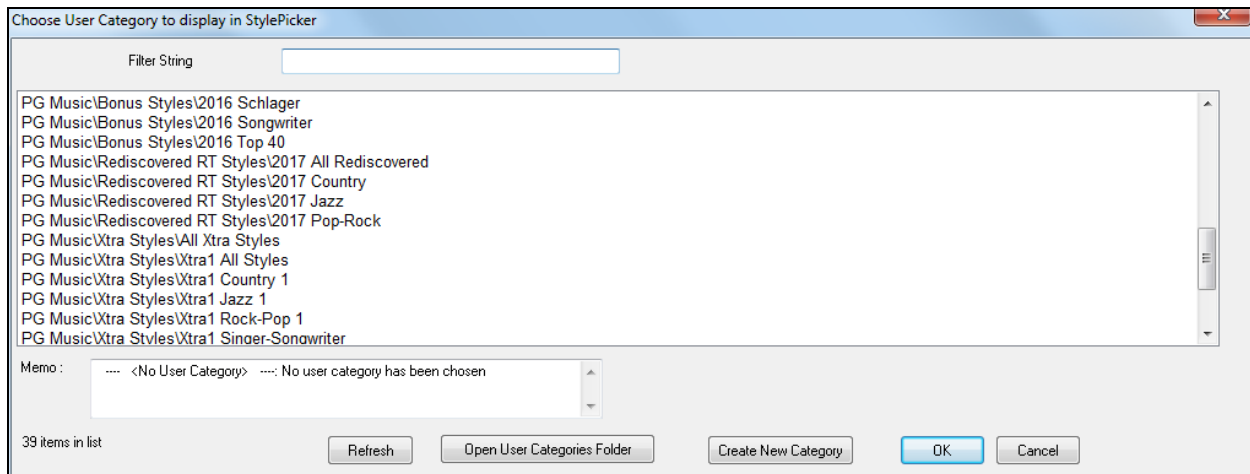 Choose User Category to display in StylePicker
Filter String
PG Music\Bonus Styles\2016 Schlager
PG Music\Bonus Styles\2016 Songwriter
PG Music\Bonus Styles\2016 Top 40
PG Music\Rediscovered RT Styles\2017 All Rediscovered
PG Music\Rediscovered RT Styles\2017 Country
PG Music\Rediscovered RT Styles\2017 Jazz
PG Music\Rediscovered RT Styles\2017 Pop-Rock
PG Music\Xtra Styles\All Xtra Styles
PG Music\Xtra Styles\Xtra1 All Styles
PG Music\Xtra Styles\Xtra1 Country 1
PG Music\Xtra Styles\Xtra1 Jazz 1
PG Music\Xtra Styles\Xtra1 Rock-Pop 1
PG Music\Xtra Styles\Xtra1 Singer-Songwriter
Memo :
---- <No User Category> ----: No user category has been chosen
39 items in list
Refresh
Open User Categories Folder
Create New Category
OK
Cancel